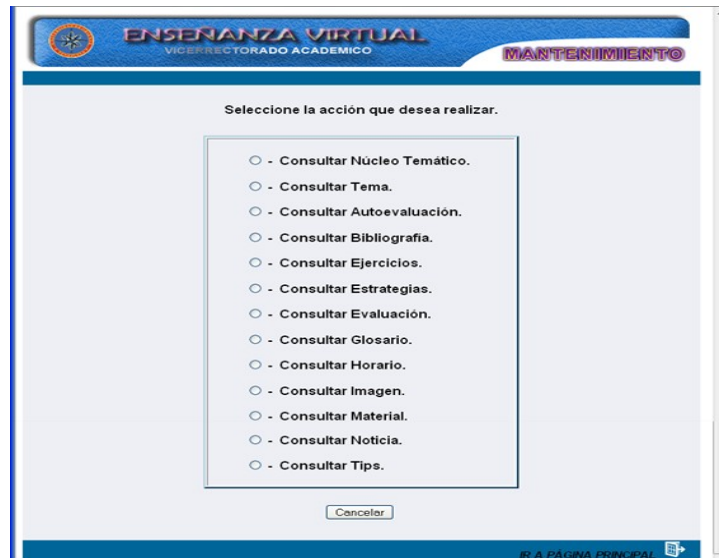 ENSEÑANZA VIRTUAL
VICERRECTORADO ACADEMICO
MANTENIMIENTO
Seleccione la acción que desea realizar.
- Consultar Núcleo Temático.
- Consultar Tema.
- Consultar Autoevaluación.
- Consultar Bibliografía.
- Consultar Ejercicios.
- Consultar Estrategias.
- Consultar Evaluación.
- Consultar Glosario.
- Consultar Horario.
- Consultar Imagen.
- Consultar Material.
- Consultar Noticia.
- Consultar Tips.
Cancelar
IR A PÁGINA PRINCIPAL